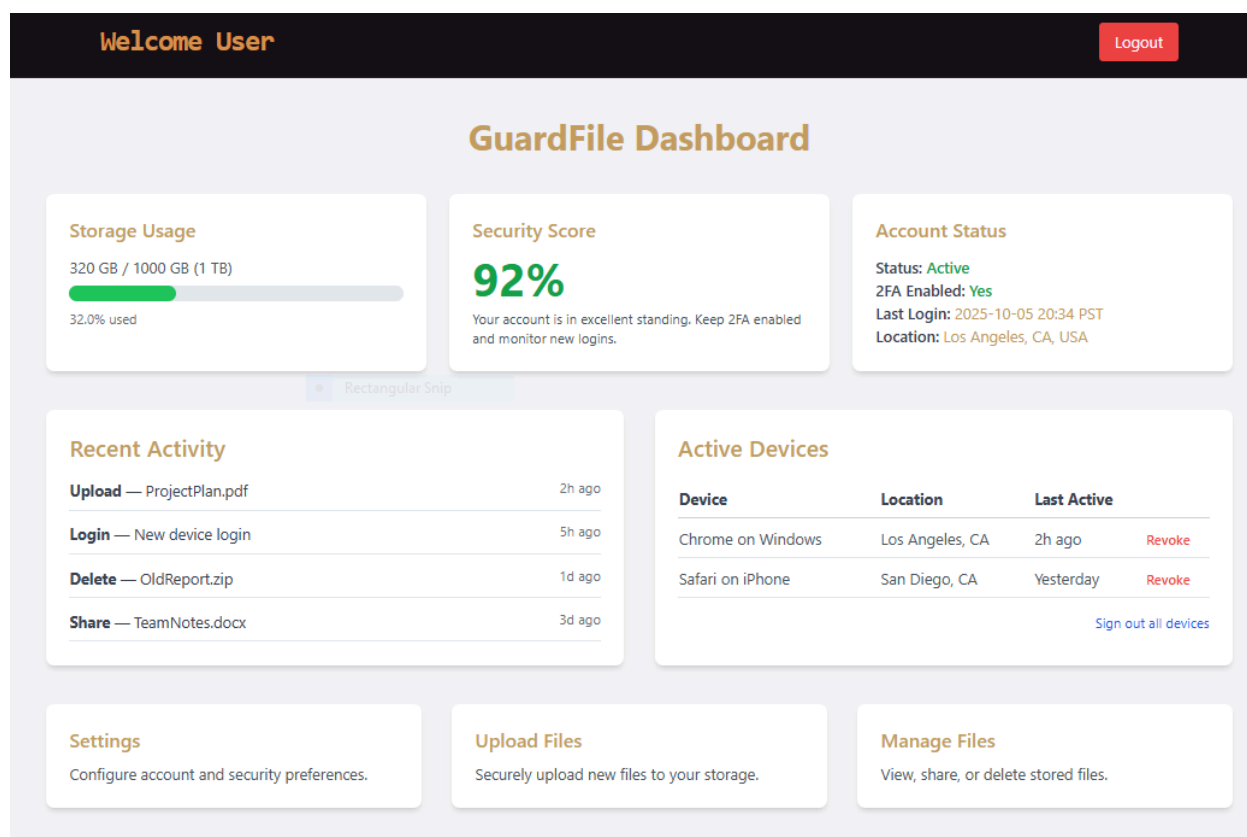 Welcome User
Logout
GuardFile Dashboard
Storage Usage
320 GB / 1000 GB (1 TB)
32.0% used
Security Score
92%
Your account is in excellent standing. Keep 2FA enabled
and monitor new logins.
Account Status
Status: Active
2FA Enabled: Yes
Last Login: 2025-10-05 20:34 PST
Location: Los Angeles, CA, USA
Rectangular Snip
Recent Activity
Upload — ProjectPlan.pdf 2h ago
Login — New device login 5h ago
Delete — OldReport.zip 1d ago
Share — TeamNotes.docx 3d ago
Active Devices
Device Location Last Active
Chrome on Windows Los Angeles, CA 2h ago Revoke
Safari on iPhone San Diego, CA Yesterday Revoke
Sign out all devices
Settings
Configure account and security preferences.
Upload Files
Securely upload new files to your storage.
Manage Files
View, share, or delete stored files.